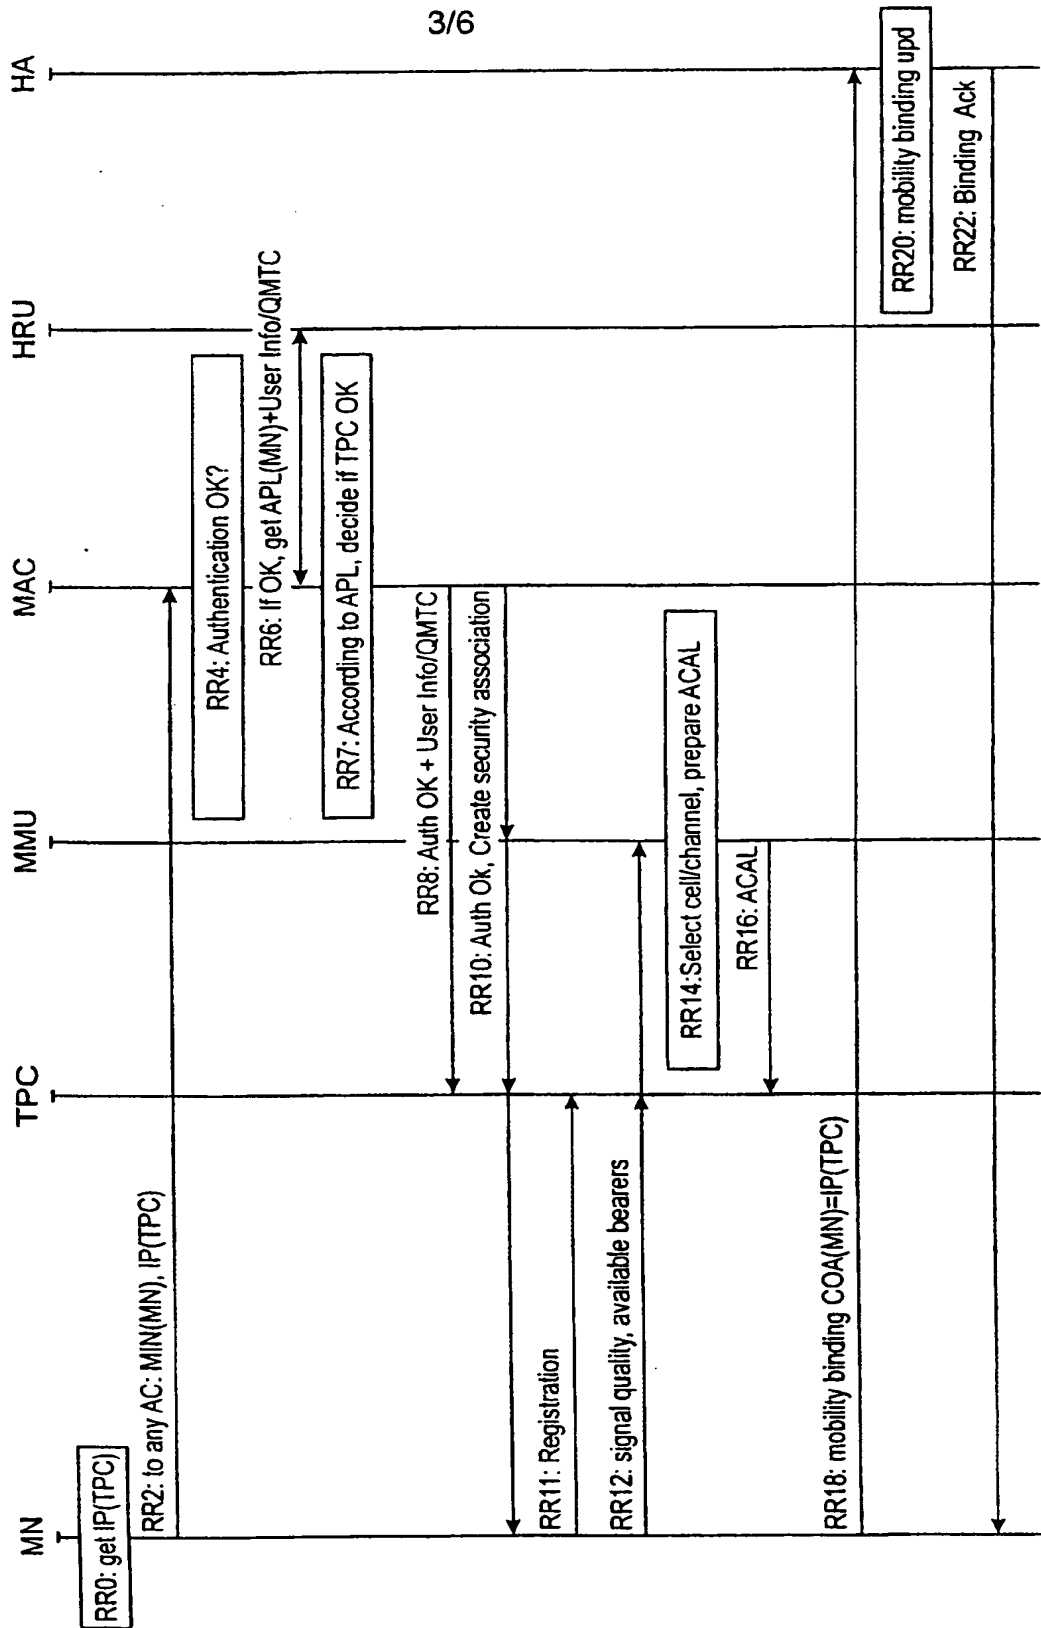 3/6
MN
TPC
MMU
MAC
HRU
HA
RR0: get IP(TPC)
RR2: to any AC: MIN(MN), IP(TPC)
RR4: Authentication OK?
RR6: If OK, get APL(MN)+User Info/QMTC
RR7: According to APL, decide if TPC OK
RR8: Auth OK + User Info/QMTC
RR10: Auth Ok, Create security association
RR11: Registration
RR12: signal quality, available bearers
RR14:Select cell/channel, prepare ACAL
RR16: ACAL
RR18: mobility binding COA(MN)=IP(TPC)
RR20: mobility binding upd
RR22: Binding Ack